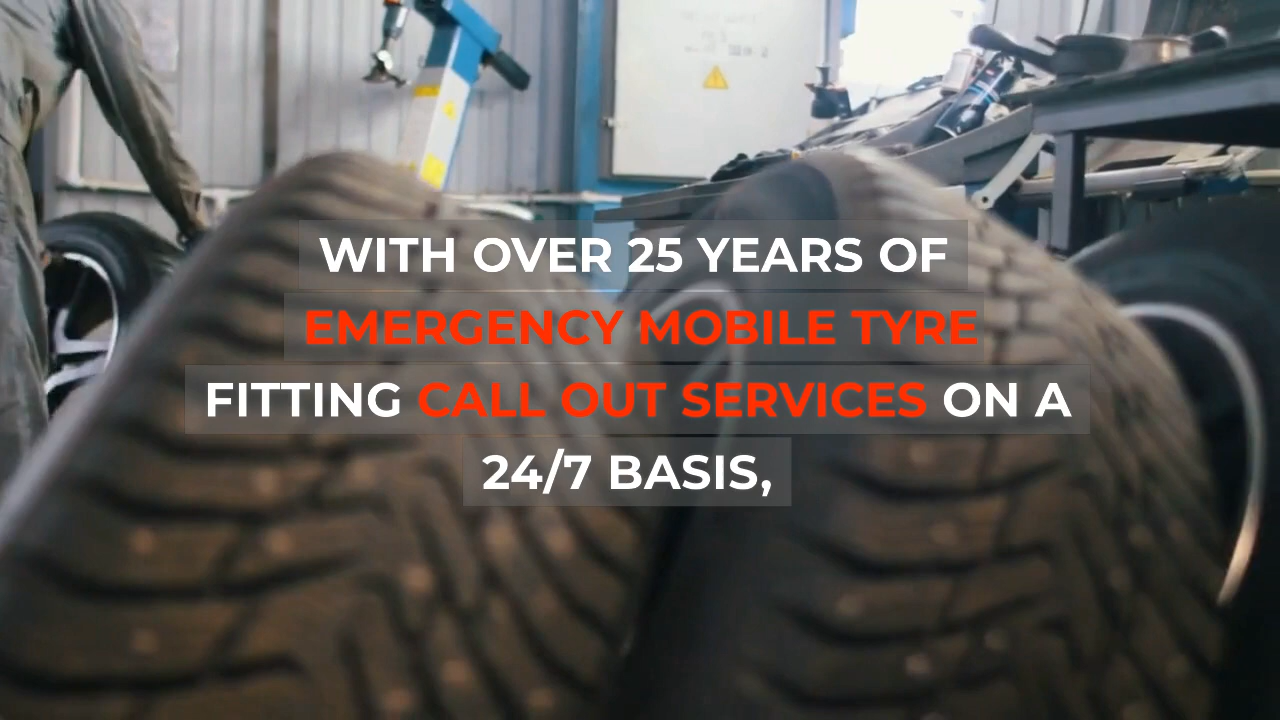 WITH OVER 25 YEARS OF
EMERGENCY MOBILE TYRE
FITTING CALL OUT SERVICES ON A
24/7 BASIS,